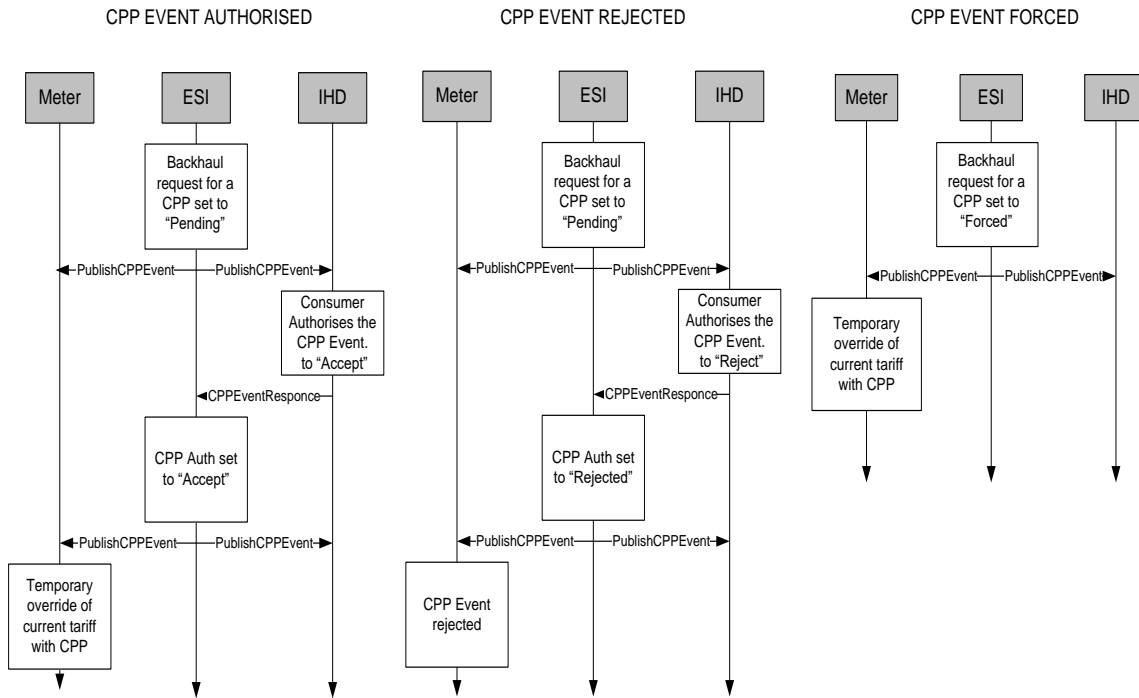 CPP EVENT AUTHORISED
Meter
ESI
IHD
Backhaul
request for a
CPP set to
“Pending”
PublishCPPEvent
PublishCPPEvent
Consumer
Authorises the
CPP Event.
to “Accept”
CPPEventResponce
CPP Auth set
to “Accept”
PublishCPPEvent
PublishCPPEvent
Temporary
override of
current tariff
with CPP
CPP EVENT REJECTED
Meter
ESI
IHD
Backhaul
request for a
CPP set to
“Pending”
PublishCPPEvent
PublishCPPEvent
Consumer
Authorises the
CPP Event.
to “Reject”
CPPEventResponce
CPP Auth set
to “Rejected”
PublishCPPEvent
PublishCPPEvent
CPP Event
rejected
CPP EVENT FORCED
Meter
ESI
IHD
Backhaul
request for a
CPP set to
“Forced”
PublishCPPEvent
PublishCPPEvent
Temporary
override of
current tariff
with CPP